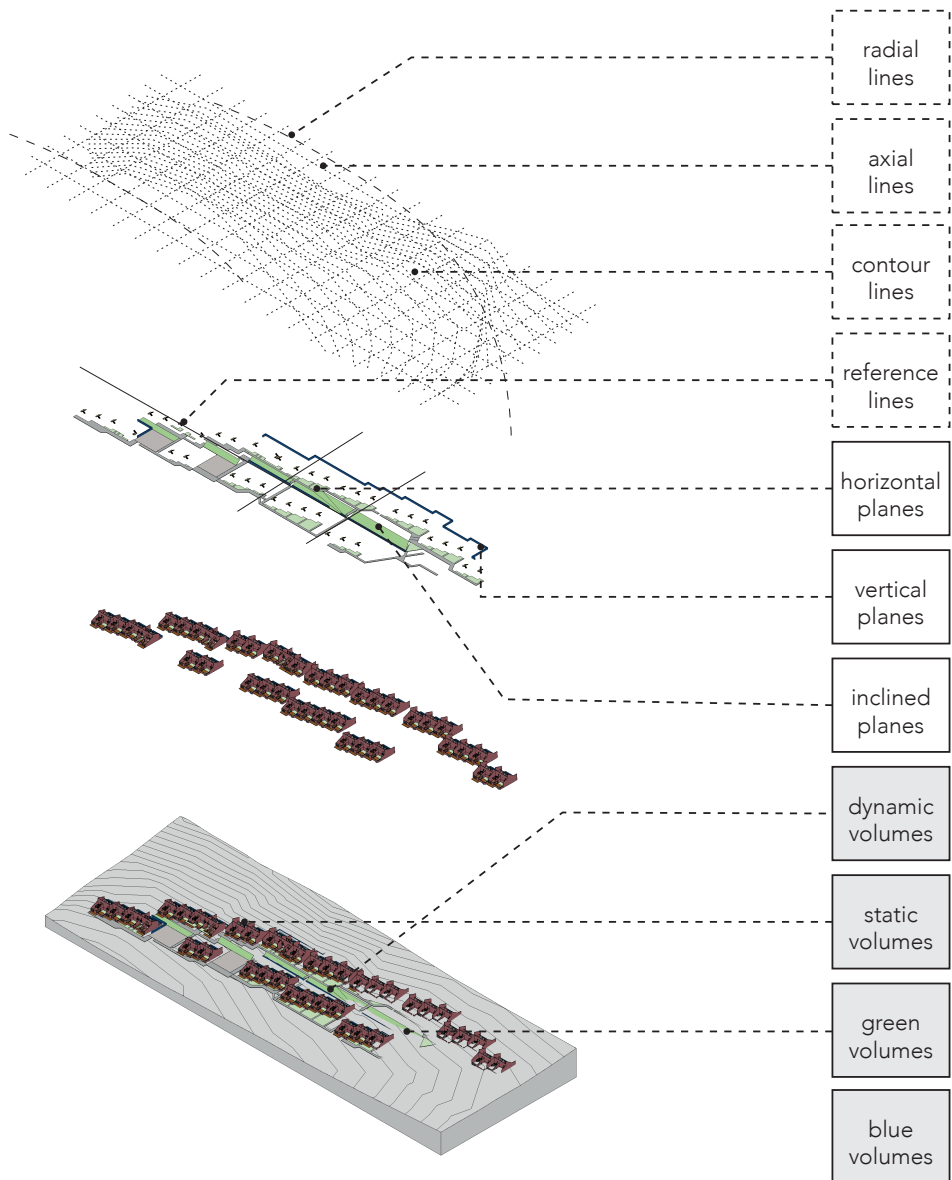 radial
lines
axial
lines
contour
lines
reference
lines
horizontal
planes
vertical
planes
inclined
planes
dynamic
volumes
static
volumes
green
volumes
blue
volumes